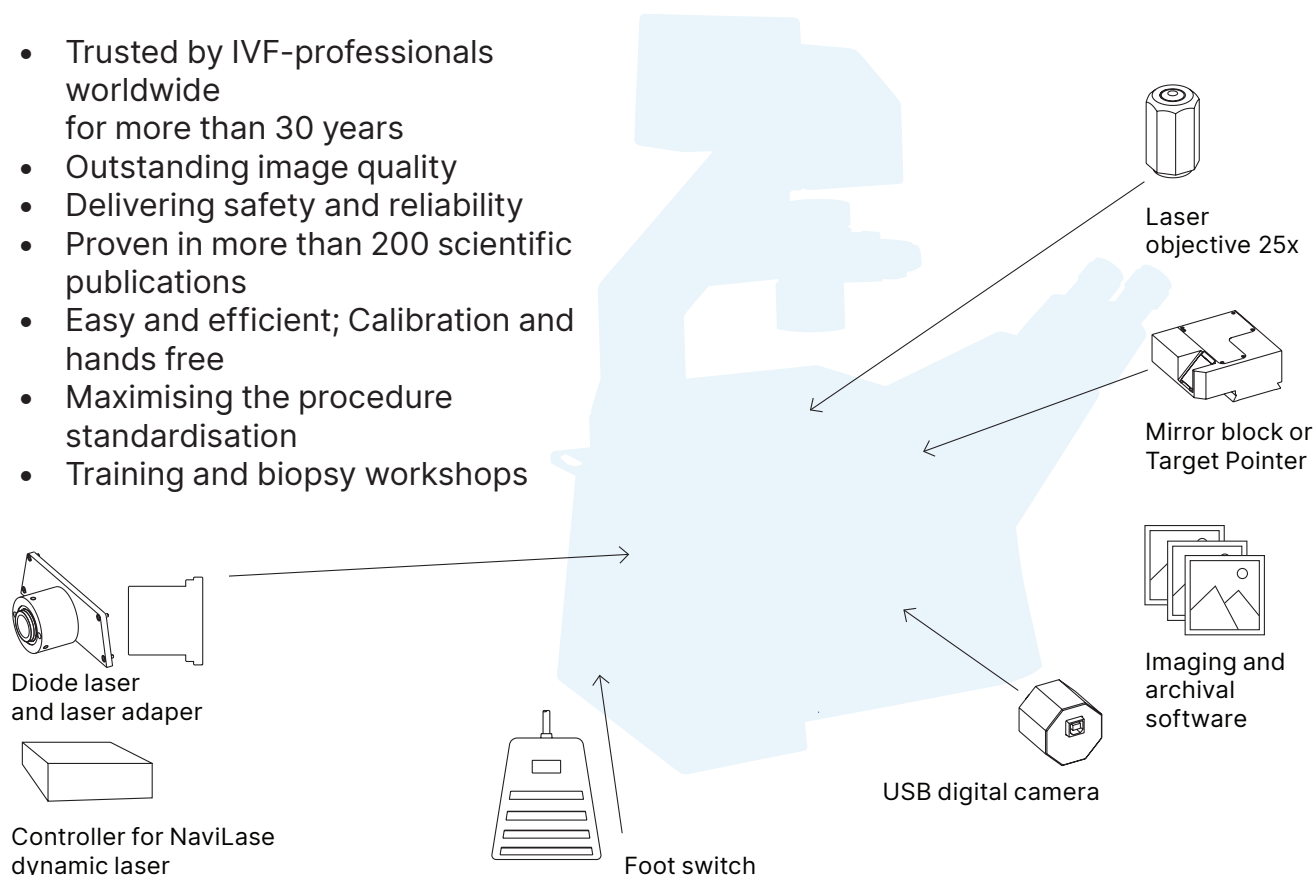 • Trusted by IVF-professionals
worldwide
for more than 30 years
• Outstanding image quality
• Delivering safety and reliability
• Proven in more than 200 scientific
publications
• Easy and efficient; Calibration and
hands free
• Maximising the procedure
standardisation
• Training and biopsy workshops
Laser
objective 25x
Mirror block or
Target Pointer
Imaging and
archival
software
Diode laser
and laser adaper
USB digital camera
Controller for NaviLase
dynamic laser
Foot switch